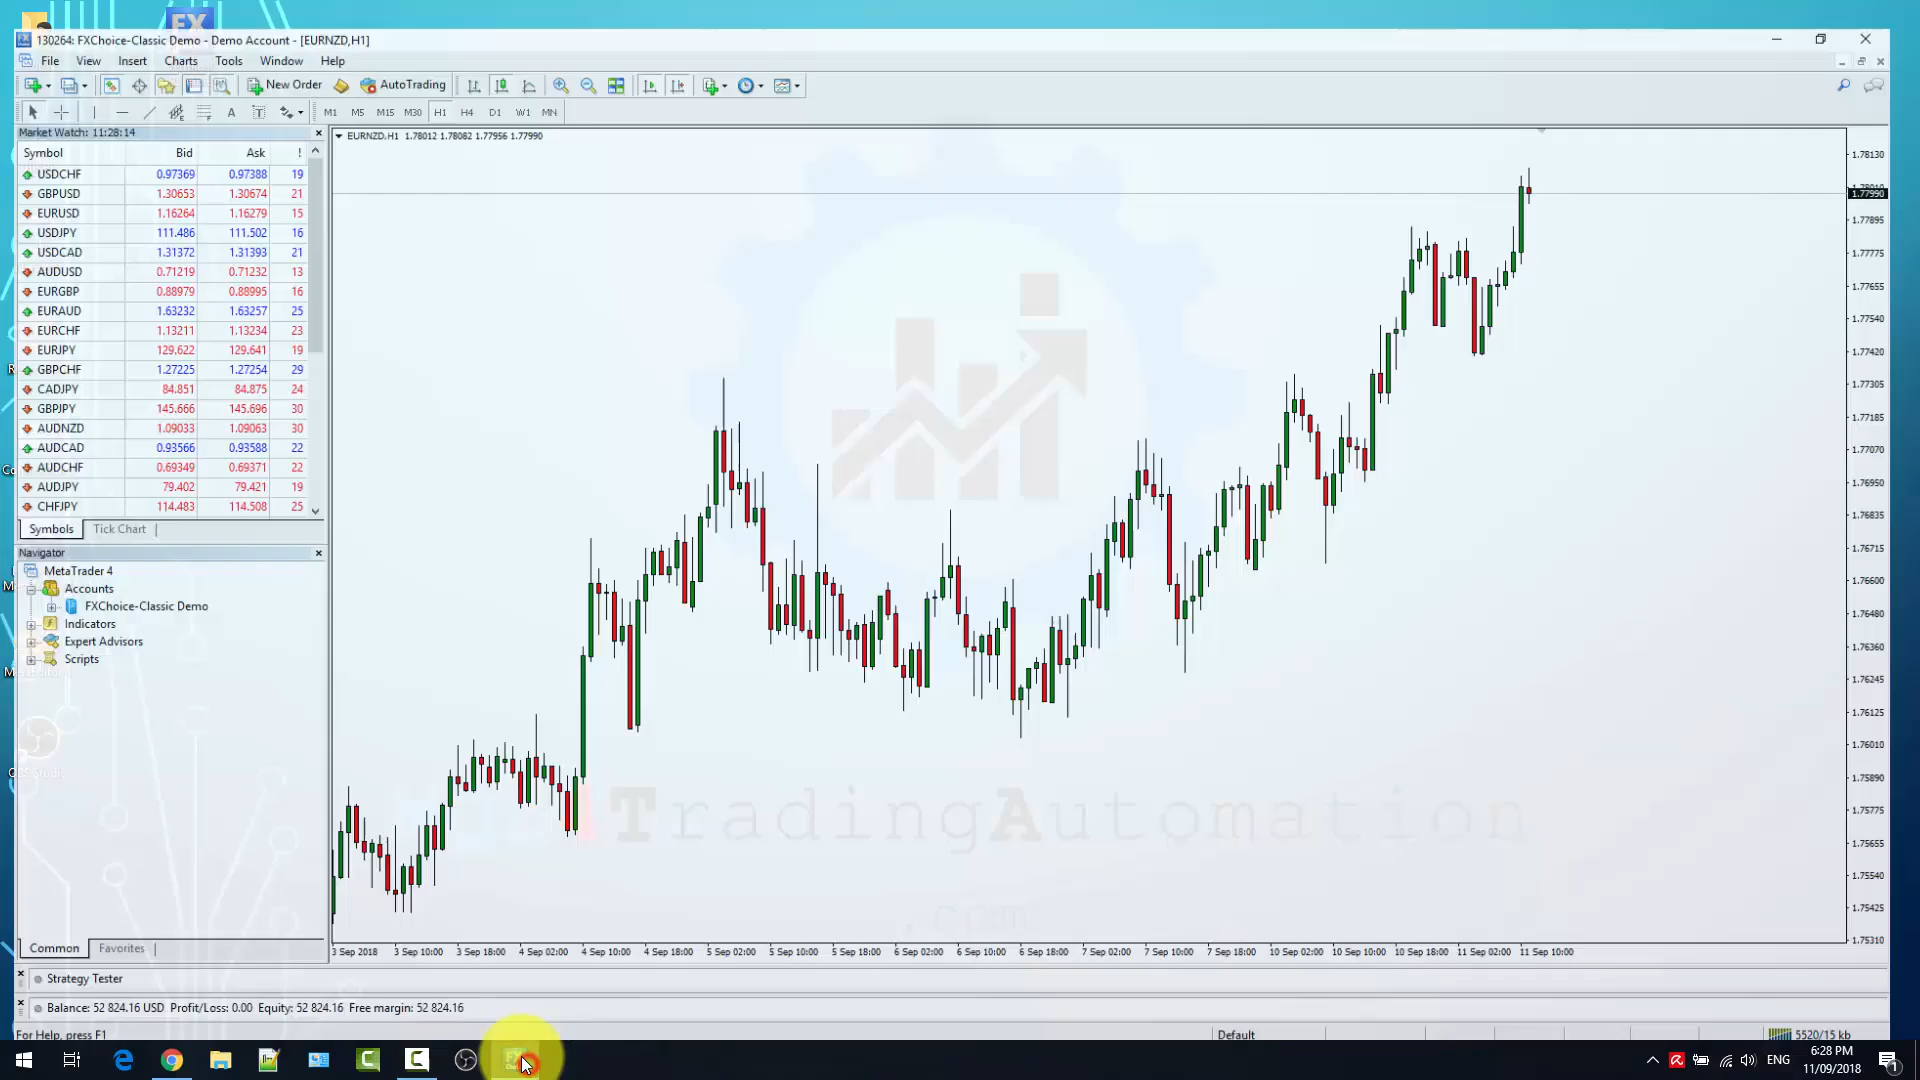 FX
130264: FXChoice-Classic Demo - Demo Account - [EURNZD,H1]
File View Insert Charts Tools Window Help
New Order AutoTrading
A T M1 M5 M15 M30 H1 H4 D1 W1 MN
Market Watch: 11:28:14
Symbol Bid Ask !
USDCHF 0.97369 0.97388 19
GBPUSD 1.30653 1.30674 21
EURUSD 1.16264 1.16279 15
USDJPY 111.486 111.502 16
USDCAD 1.31372 1.31393 21
AUDUSD 0.71219 0.71232 13
EURGBP 0.88979 0.88995 16
EURAUD 1.63232 1.63257 25
EURCHF 1.13211 1.13234 23
EURJPY 129.622 129.641 19
GBPCHF 1.27225 1.27254 29
CADJPY 84.851 84.875 24
GBPJPY 145.666 145.696 30
AUDNZD 1.09033 1.09063 30
AUDCAD 0.93566 0.93588 22
AUDCHF 0.69349 0.69371 22
AUDJPY 79.402 79.421 19
CHFJPY 114.483 114.508 25
Symbols Tick Chart
Navigator
MetaTrader 4
Accounts
FXChoice-Classic Demo
Indicators
Expert Advisors
Scripts
Common Favorites
EURNZD,H1 1.78012 1.78082 1.77956 1.77990
1.78130
1.78010
1.77990
1.77895
1.77775
1.77655
1.77540
1.77420
1.77305
1.77185
1.77070
1.76950
1.76835
1.76715
1.76600
1.76480
1.76360
1.76245
1.76125
1.76010
1.75890
1.75775
1.75655
1.75540
1.75425
1.75310
TradingAutomation
.com
3 Sep 2018 3 Sep 10:00 3 Sep 18:00 4 Sep 02:00 4 Sep 10:00 4 Sep 18:00 5 Sep 02:00 5 Sep 10:00 5 Sep 18:00 6 Sep 02:00 6 Sep 10:00 6 Sep 18:00 7 Sep 02:00 7 Sep 10:00 7 Sep 18:00 10 Sep 02:00 10 Sep 10:00 10 Sep 18:00 11 Sep 02:00 11 Sep 10:00
Strategy Tester
Balance: 52 824.16 USD Profit/Loss: 0.00 Equity: 52 824.16 Free margin: 52 824.16
For Help, press F1
Default
5520/15 kb
ENG
6:28 PM
11/09/2018
1